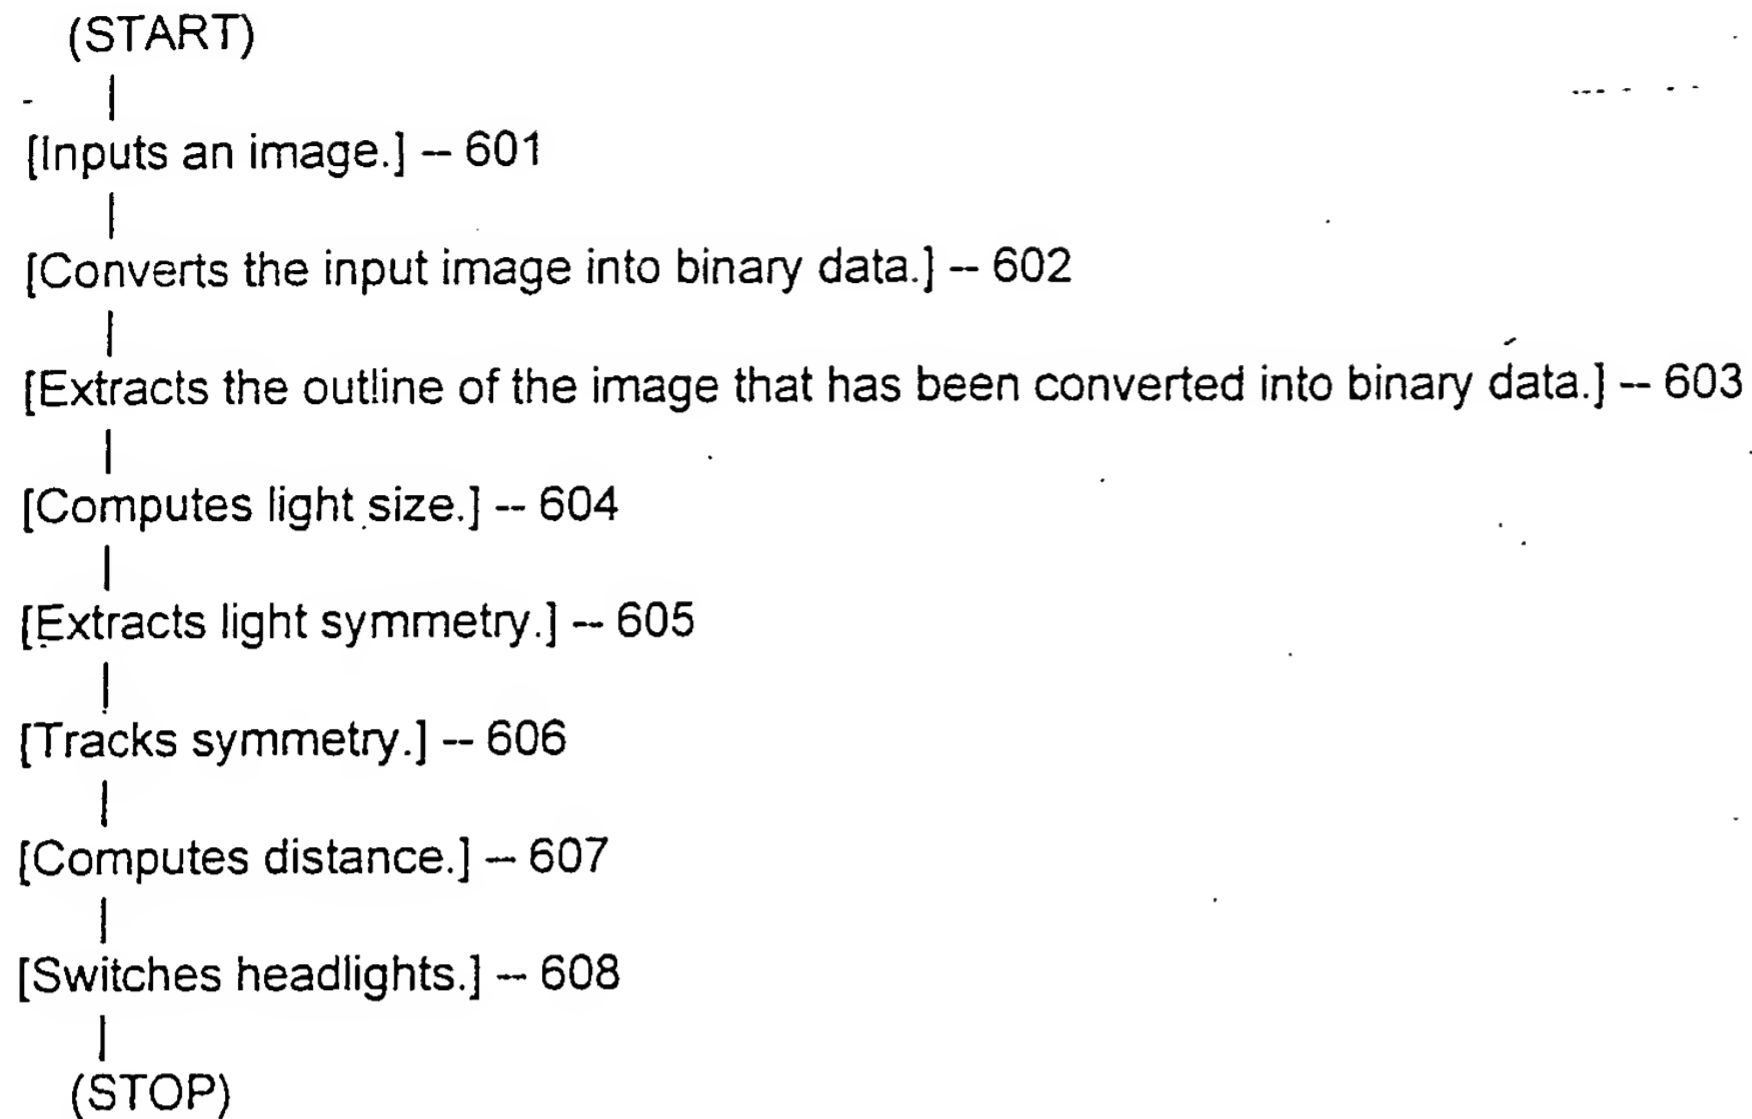 (START)
|
[Inputs an image.] -- 601
|
[Converts the input image into binary data.] -- 602
|
[Extracts the outline of the image that has been converted into binary data.] -- 603
|
[Computes light size.] -- 604
|
[Extracts light symmetry.] -- 605
|
[Tracks symmetry.] -- 606
|
[Computes distance.] -- 607
|
[Switches headlights.] -- 608
|
(STOP)